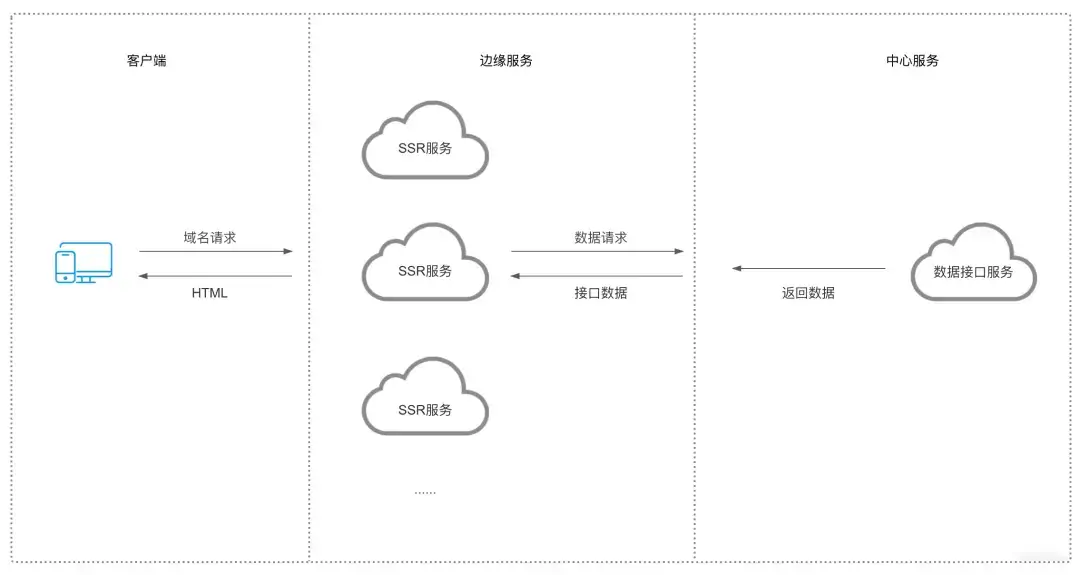 客户端
边缘服务
中心服务
SSR服务
域名请求
HTML
SSR服务
数据请求
接口数据
返回数据
数据接口服务
SSR服务
......